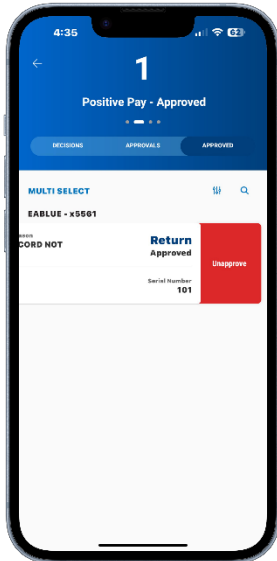 4:35
62
1
Positive Pay - Approved
DECISIONS APPROVALS APPROVED
MULTI SELECT
EABLUE - x5561
CORD NOT
Return
Approved
Unapprove
Serial Number
101